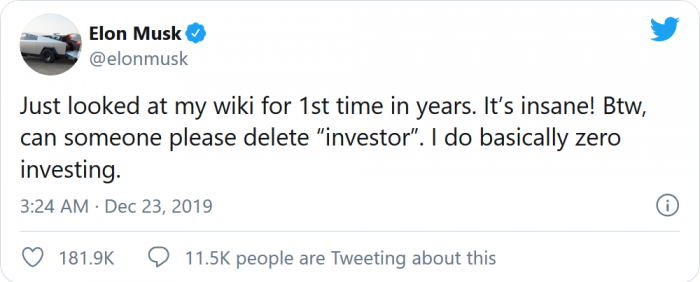 Elon Musk
@elonmusk
Just looked at my wiki for 1st time in years. It’s insane! Btw,
can someone please delete “investor”. I do basically zero
investing.
3:24 AM · Dec 23, 2019
181.9K 11.5K people are Tweeting about this